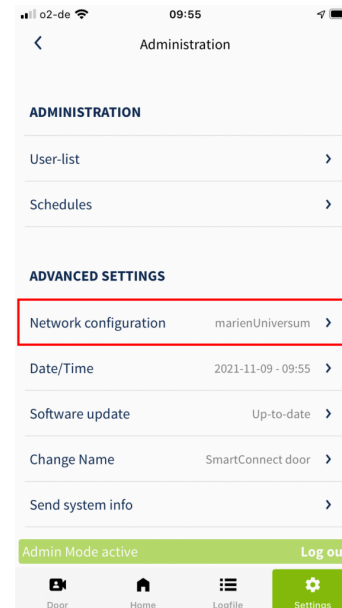 o2-de 09:55
Administration
ADMINISTRATION
User-list
Schedules
ADVANCED SETTINGS
Network configuration marienUniversum
Date/Time 2021-11-09 - 09:55
Software update Up-to-date
Change Name SmartConnect door
Send system info
Admin Mode active Log ou
Door Home Logfile Settings